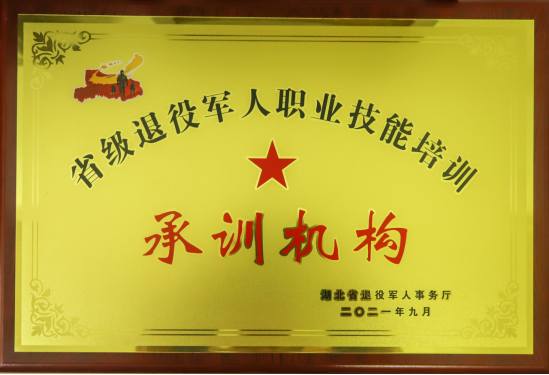 省级退役军人职业技能培训
承训机构
湖北省退役军人事务厅
二〇二一年九月